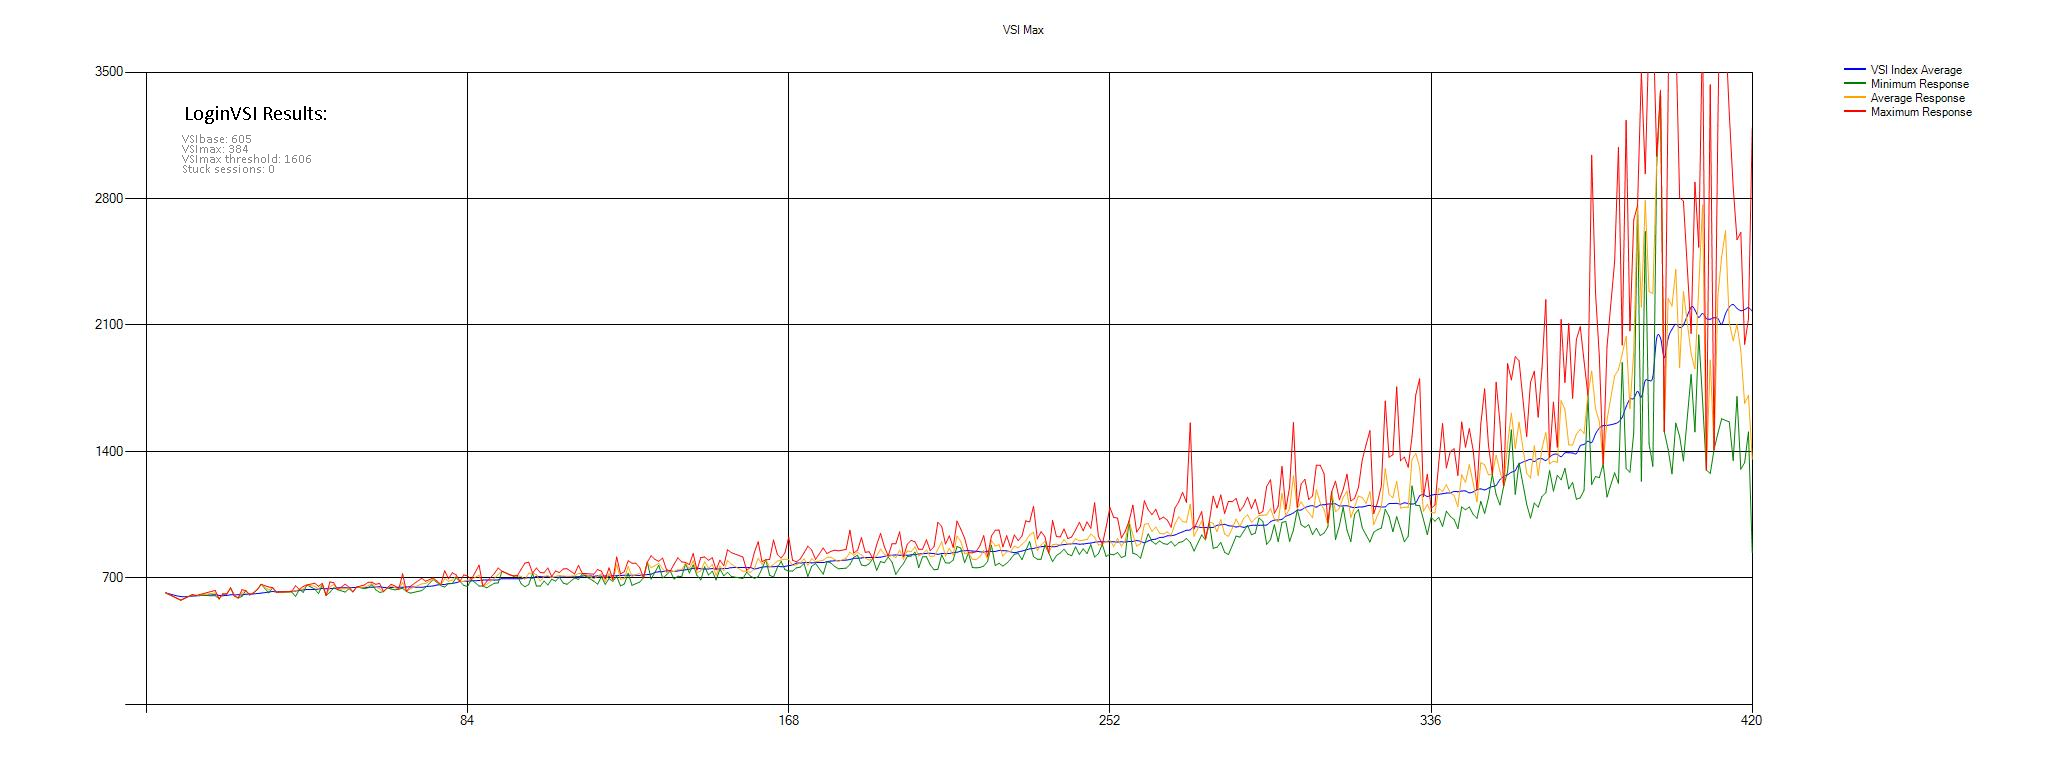 VSI Max
3500
2800
2100
1400
700
84
168
252
336
420
LoginVSI Results:
VSIbase: 605
VSImax: 384
VSImax threshold: 1606
Stuck sessions: 0
VSI Index Average
Minimum Response
Average Response
Maximum Response